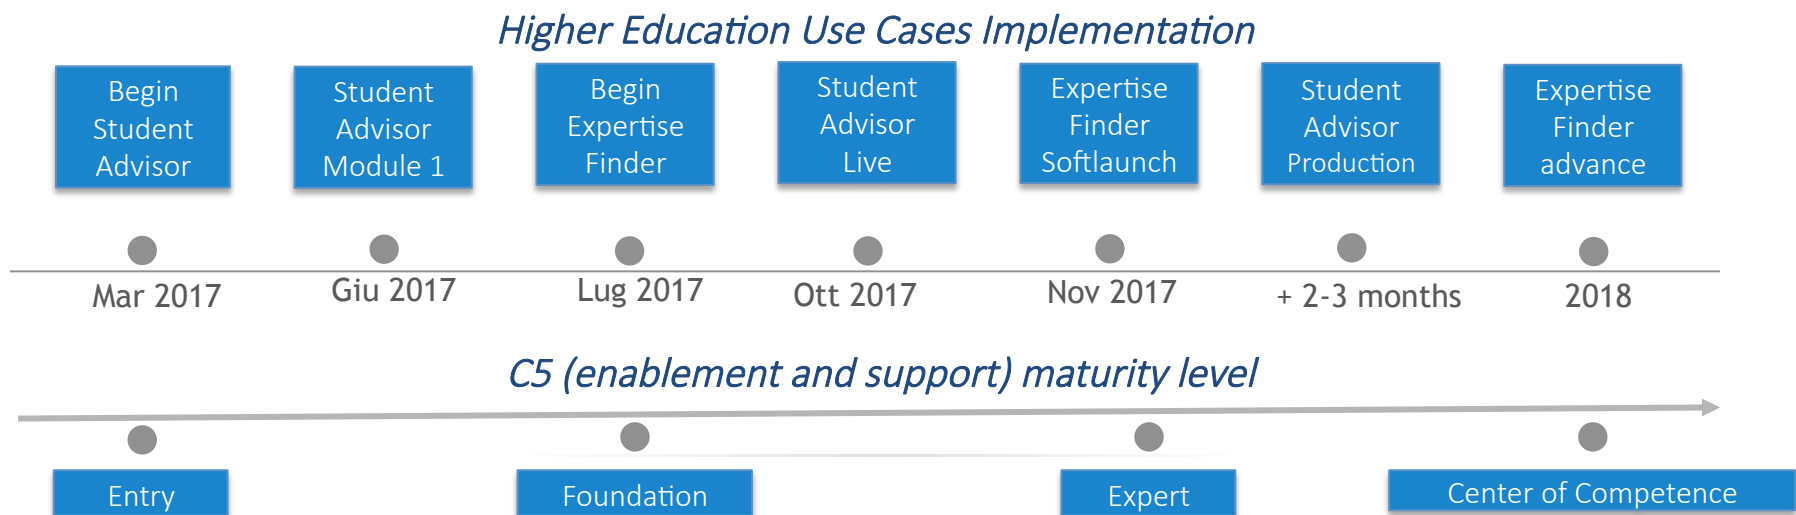 Higher Education Use Cases Implementation
Begin
Student
Advisor
Student
Advisor
Module 1
Begin
Expertise
Finder
Student
Advisor
Live
Expertise
Finder
Softlaunch
Student
Advisor
Production
Expertise
Finder
advance
Mar 2017
Giu 2017
Lug 2017
Ott 2017
Nov 2017
+ 2-3 months
2018
C5 (enablement and support) maturity level
Entry
Foundation
Expert
Center of Competence